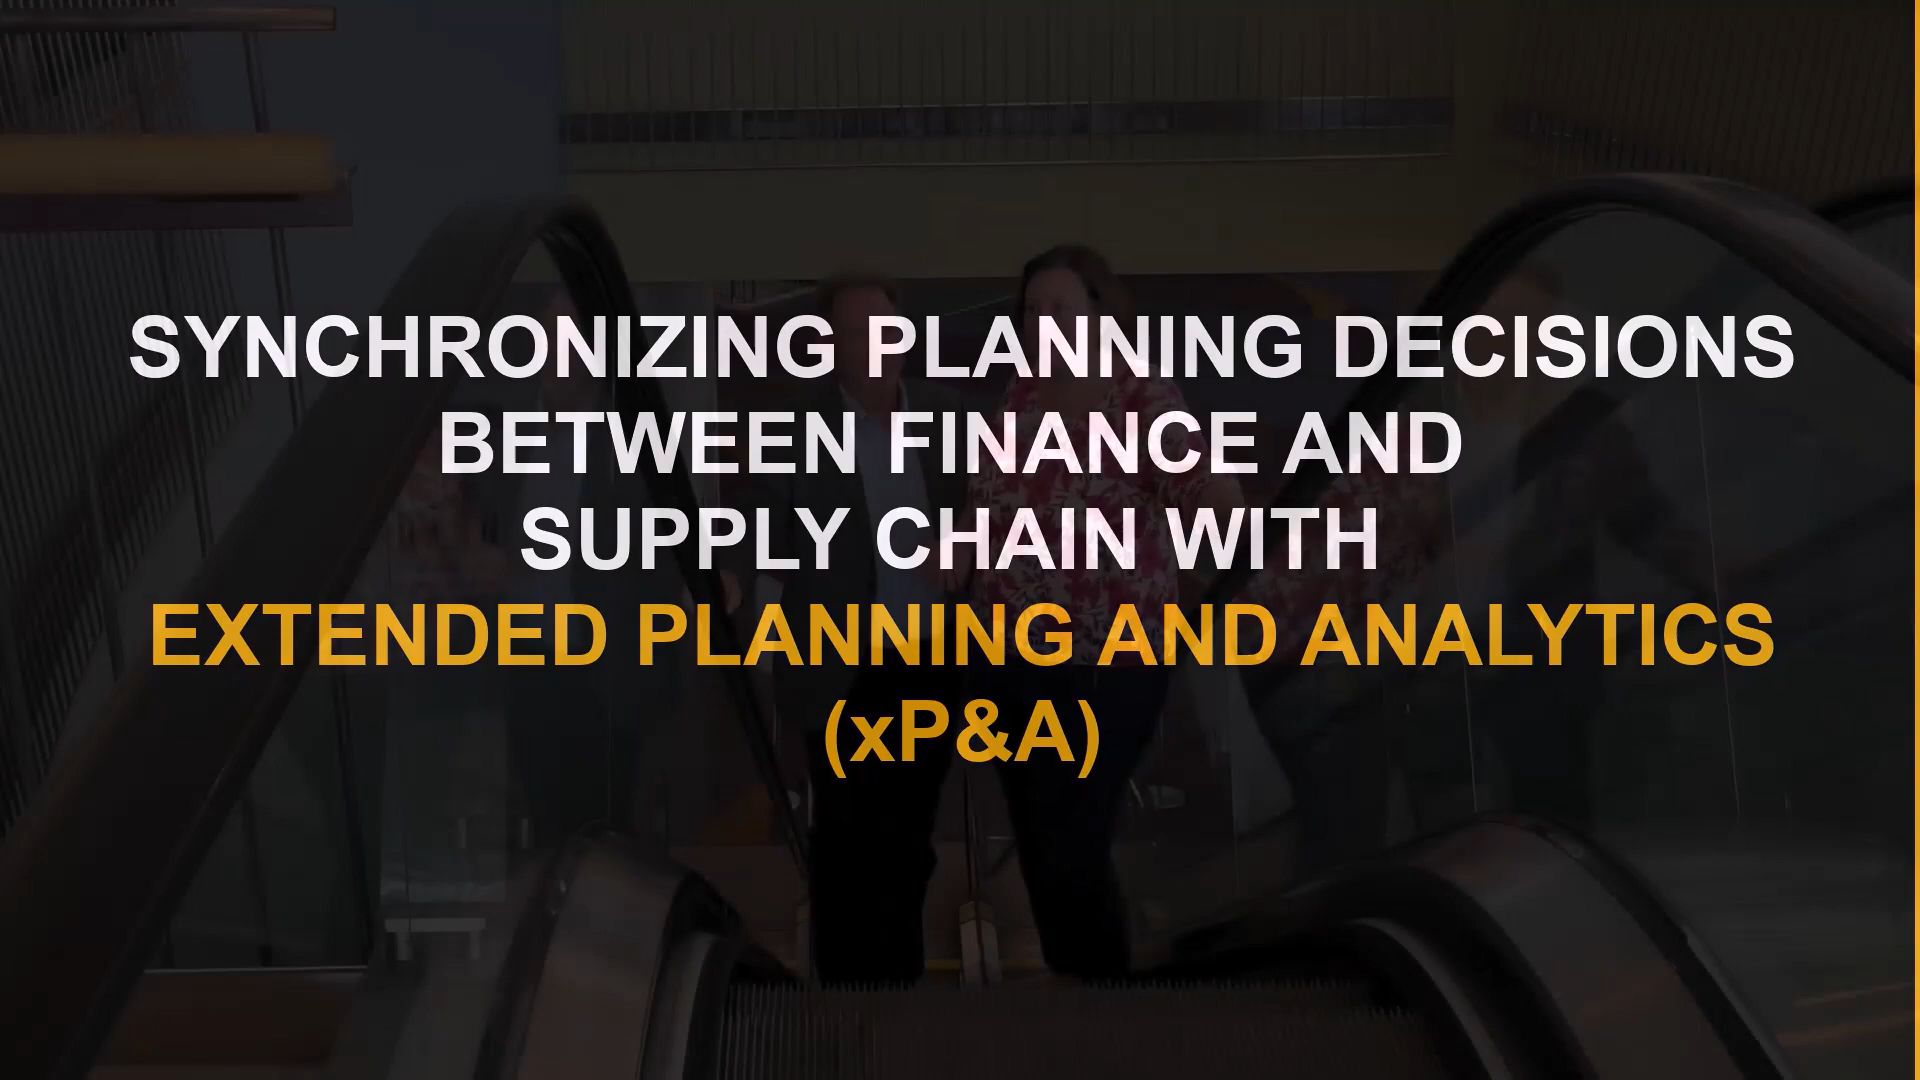 SYNCHRONIZING PLANNING DECISIONS
BETWEEN FINANCE AND
SUPPLY CHAIN WITH
EXTENDED PLANNING AND ANALYTICS
(xP&A)